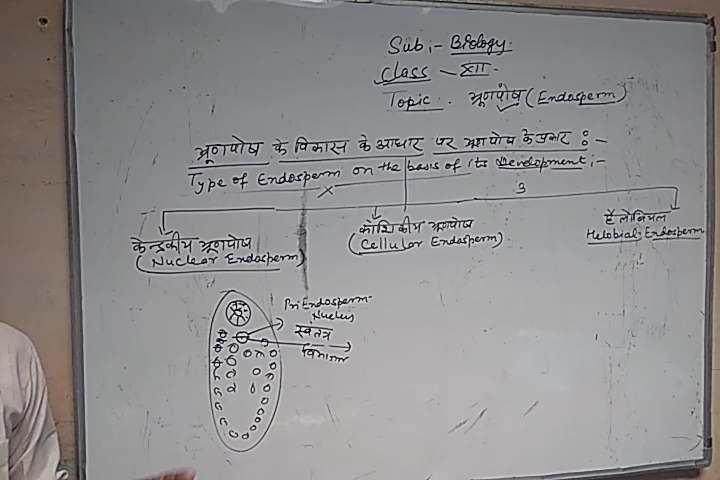 Sub:- Biology.
Class - XII.
Topic. भ्रूणपोष (Endosperm)
भ्रूणपोष के विकास के आधार पर भ्रूणपोष के प्रकार :-
Type of Endosperm on the basis of its Development:-
3
केन्द्रकीय भ्रूणपोष
(Nuclear Endosperm)
कोशिकीय भ्रूणपोष
(Cellular Endosperm)
हैलोबियल
Helobial Endosperm
Pri Endosperm
Nucleus
स्वतंत्र
विभाजन